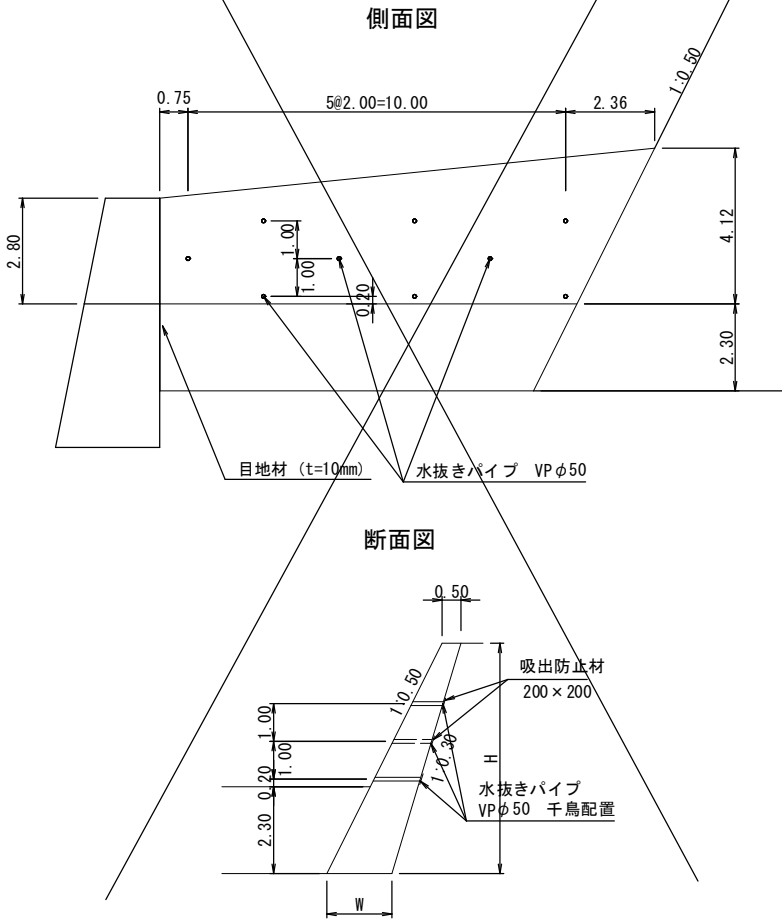 側面図
1:0.50
0.75
5@2.00=10.00
2.36
2.80
1.00
1.00
0.20
4.12
2.30
目地材 (t=10mm)
水抜きパイプ VPφ50
断面図
0.50
吸出防止材
200×200
1:0.50
1.00
1.00
0.20
2.30
1:0.30
H
水抜きパイプ
VPφ50 千鳥配置
W